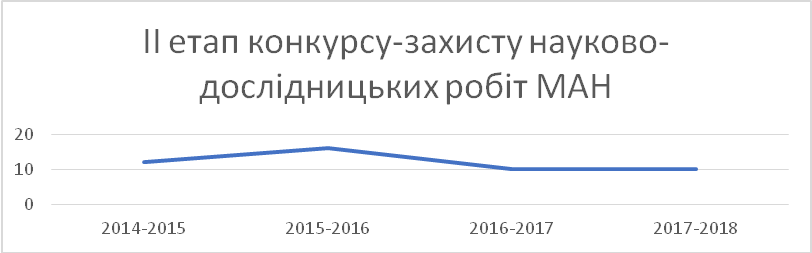 ІІ етап конкурсу-захисту науково-
дослідницьких робіт МАН
20
10
0
2014-2015 2015-2016 2016-2017 2017-2018